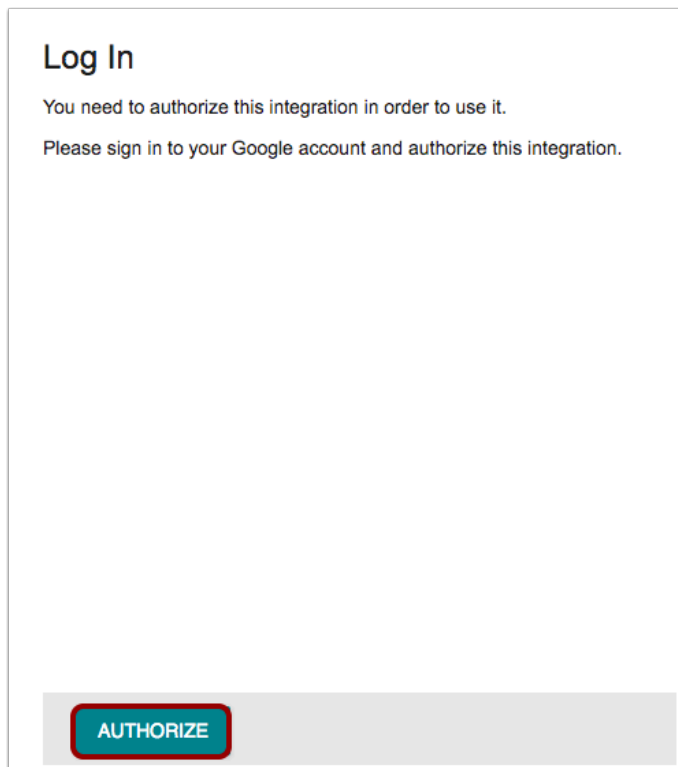 Log In
You need to authorize this integration in order to use it.
Please sign in to your Google account and authorize this integration.
AUTHORIZE